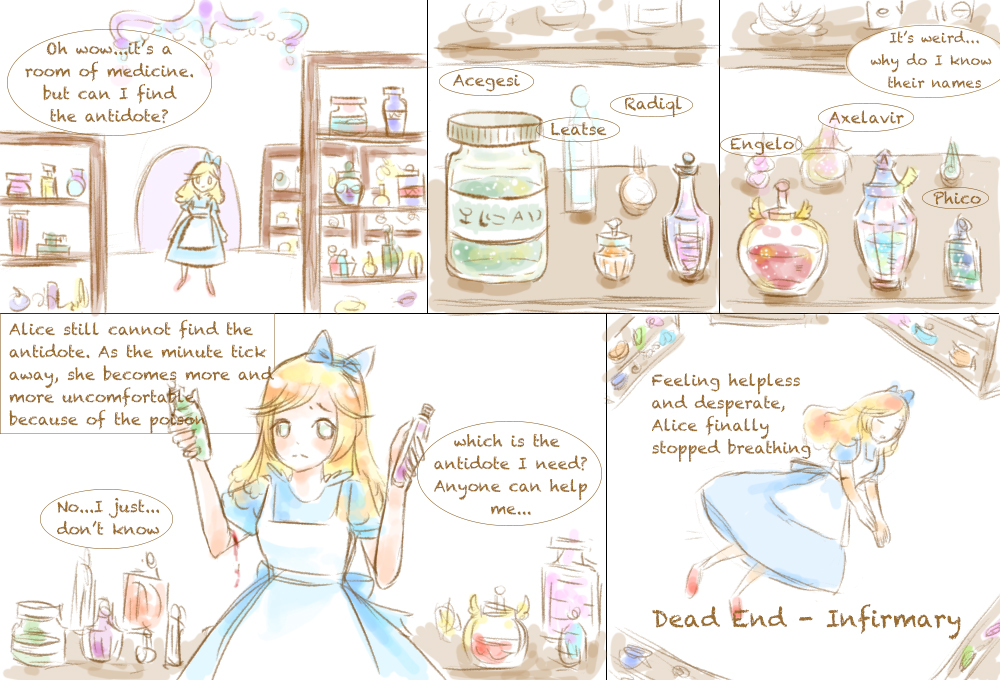 Oh wow...it's a
room of medicine.
but can I find
the antidote?
Acegesi
Radiql
Leatse
It's weird...
why do I know
their names
Axelavir
Engelo
Phico
Alice still cannot find the
antidote. As the minute tick
away, she becomes more and
more uncomfortable
because of the poison
which is the
antidote I need?
Anyone can help
me...
No...I just...
don't know
Feeling helpless
and desperate,
Alice finally
stopped breathing
Dead End - Infirmary